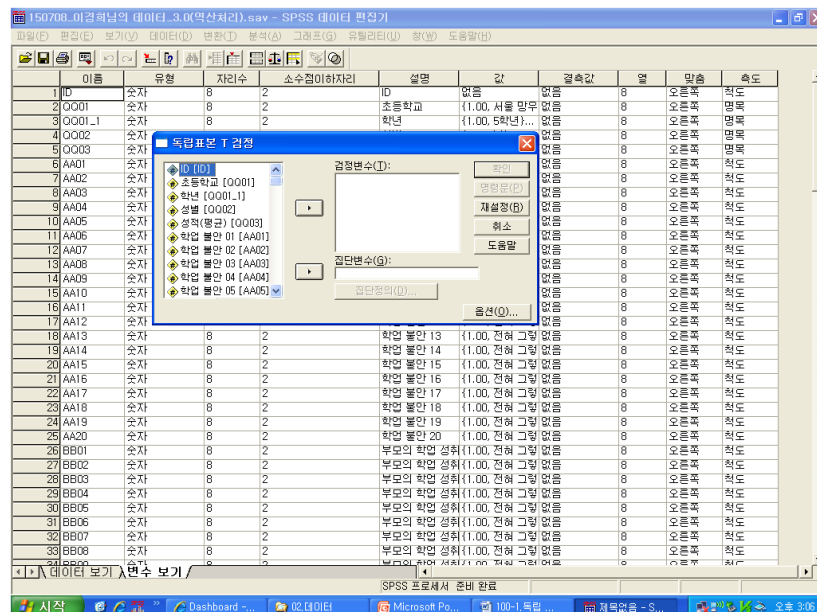 150708_이경희님의 데이터_3.0(역산처리).sav - SPSS 데이터 편집기
파일(F) 편집(E) 보기(V) 데이터(D) 변환(T) 분석(A) 그래프(G) 유틸리티(U) 창(W) 도움말(H)
이름 유형 자리수 소수점이하자리 설명 값 결측값 열 맞춤 측도
1 ID 숫자 8 2 ID 없음 없음 8 오른쪽 척도
2 QQ01 숫자 8 2 초등학교 {1.00, 서울 망우 없음 8 오른쪽 명목
3 QQ01_1 숫자 8 2 학년 {1.00, 5학년}... 없음 8 오른쪽 명목
4 QQ02 숫자 없음 8 오른쪽 명목
5 QQ03 숫자 없음 8 오른쪽 명목
6 AA01 숫자 없음 8 오른쪽 척도
7 AA02 숫자 없음 8 오른쪽 척도
8 AA03 숫자 없음 8 오른쪽 척도
9 AA04 숫자 없음 8 오른쪽 척도
10 AA05 숫자 없음 8 오른쪽 척도
11 AA06 숫자 없음 8 오른쪽 척도
12 AA07 숫자 없음 8 오른쪽 척도
13 AA08 숫자 없음 8 오른쪽 척도
14 AA09 숫자 없음 8 오른쪽 척도
15 AA10 숫자 없음 8 오른쪽 척도
16 AA11 숫자 없음 8 오른쪽 척도
17 AA12 숫자 없음 8 오른쪽 척도
독립표본 T 검정
ID [ID]
초등학교 [QQ01]
학년 [QQ01_1]
성별 [QQ02]
성적(평균) [QQ03]
학업 불안 01 [AA01]
학업 불안 02 [AA02]
학업 불안 03 [AA03]
학업 불안 04 [AA04]
학업 불안 05 [AA05]
검정변수(T):
집단변수(G):
집단정의(D)...
확인
명령문(P)
재설정(R)
취소
도움말
옵션(O)...
18 AA13 숫자 8 2 학업 불안 13 {1.00, 전혀 그렇 없음 8 오른쪽 척도
19 AA14 숫자 8 2 학업 불안 14 {1.00, 전혀 그렇 없음 8 오른쪽 척도
20 AA15 숫자 8 2 학업 불안 15 {1.00, 전혀 그렇 없음 8 오른쪽 척도
21 AA16 숫자 8 2 학업 불안 16 {1.00, 전혀 그렇 없음 8 오른쪽 척도
22 AA17 숫자 8 2 학업 불안 17 {1.00, 전혀 그렇 없음 8 오른쪽 척도
23 AA18 숫자 8 2 학업 불안 18 {1.00, 전혀 그렇 없음 8 오른쪽 척도
24 AA19 숫자 8 2 학업 불안 19 {1.00, 전혀 그렇 없음 8 오른쪽 척도
25 AA20 숫자 8 2 학업 불안 20 {1.00, 전혀 그렇 없음 8 오른쪽 척도
26 BB01 숫자 8 2 부모의 학업 성취 {1.00, 전혀 그렇 없음 8 오른쪽 척도
27 BB02 숫자 8 2 부모의 학업 성취 {1.00, 전혀 그렇 없음 8 오른쪽 척도
28 BB03 숫자 8 2 부모의 학업 성취 {1.00, 전혀 그렇 없음 8 오른쪽 척도
29 BB04 숫자 8 2 부모의 학업 성취 {1.00, 전혀 그렇 없음 8 오른쪽 척도
30 BB05 숫자 8 2 부모의 학업 성취 {1.00, 전혀 그렇 없음 8 오른쪽 척도
31 BB06 숫자 8 2 부모의 학업 성취 {1.00, 전혀 그렇 없음 8 오른쪽 척도
32 BB07 숫자 8 2 부모의 학업 성취 {1.00, 전혀 그렇 없음 8 오른쪽 척도
33 BB08 숫자 8 2 부모의 학업 성취 {1.00, 전혀 그렇 없음 8 오른쪽 척도
데이터 보기 변수 보기
SPSS 프로세서 준비 완료
시작 Dashboard -... 02.데이터 Microsoft Po... 100-1.독립... 제목없음 - S... 오후 3:06